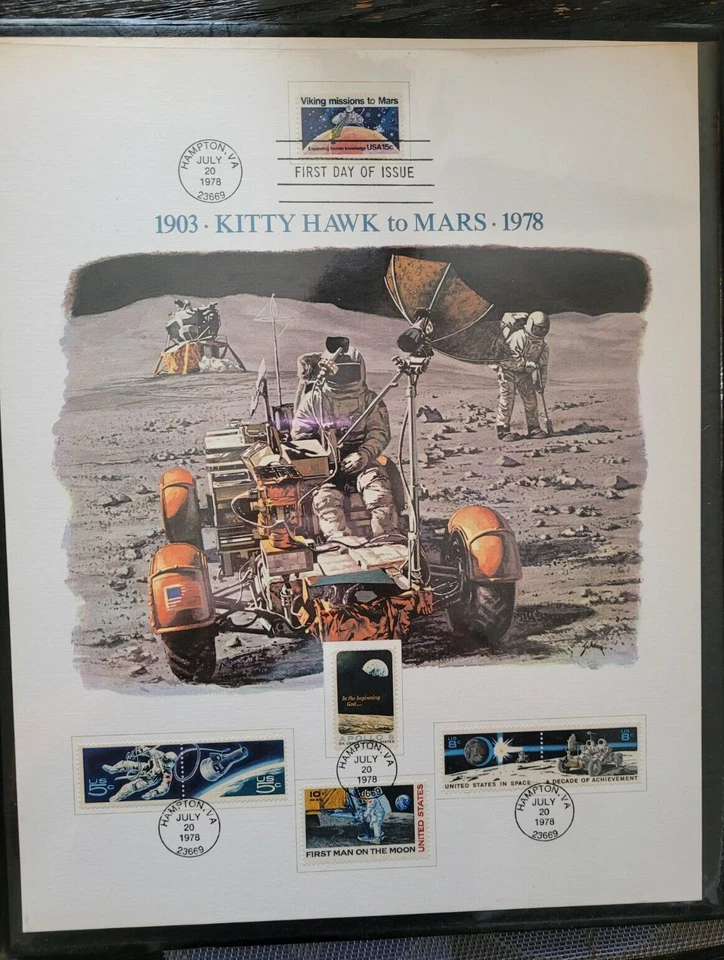 Viking missions to Mars
Expanding human knowledge USA 15c
HAMPTON, VA
JULY
20
1978
23669
FIRST DAY OF ISSUE
1903 · KITTY HAWK to MARS · 1978
In the beginning
God...
APOLLO 8
HAMPTON, VA
JULY
20
1978
US
5c
US
5c
HAMPTON, VA
JULY
20
1978
23669
10c
FIRST MAN ON THE MOON
UNITED STATES
US
8c
US
8c
UNITED STATES IN SPACE... A DECADE OF ACHIEVEMENT
HAMPTON, VA
JULY
20
1978
23669